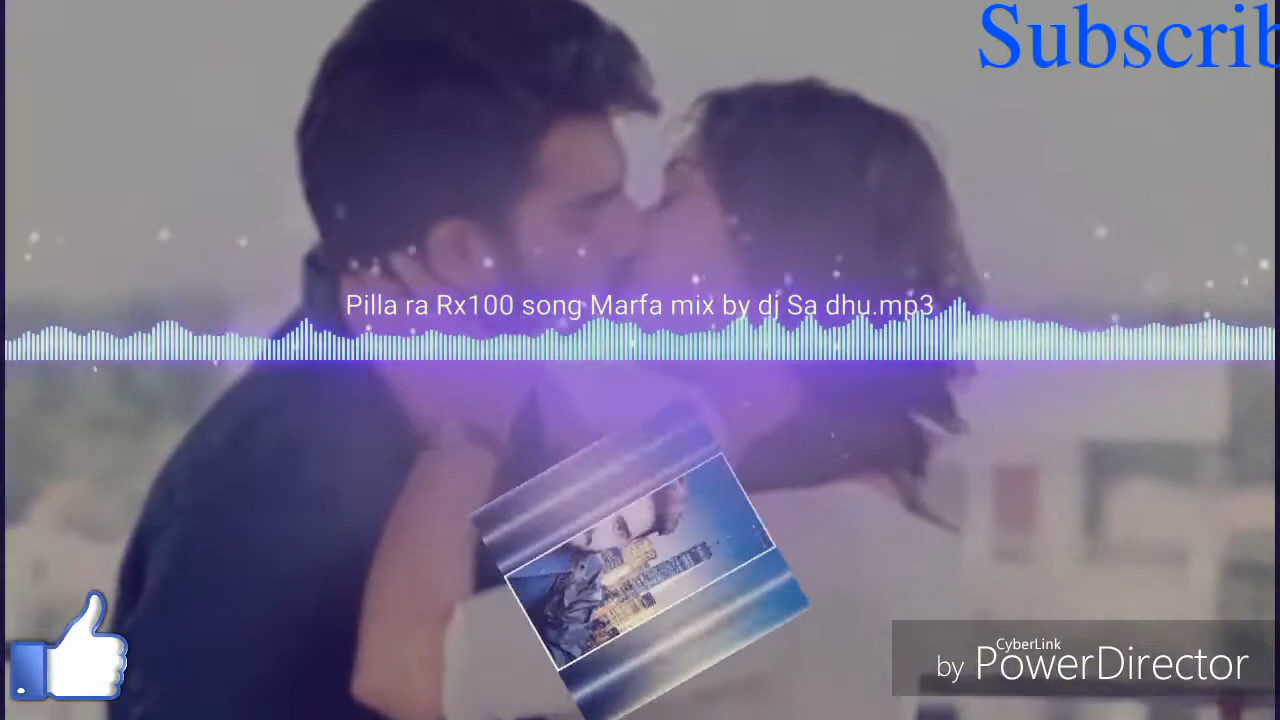 Subscrib
Pilla ra Rx100 song Marfa mix by dj Sa dhu.mp3
CyberLink
by PowerDirector